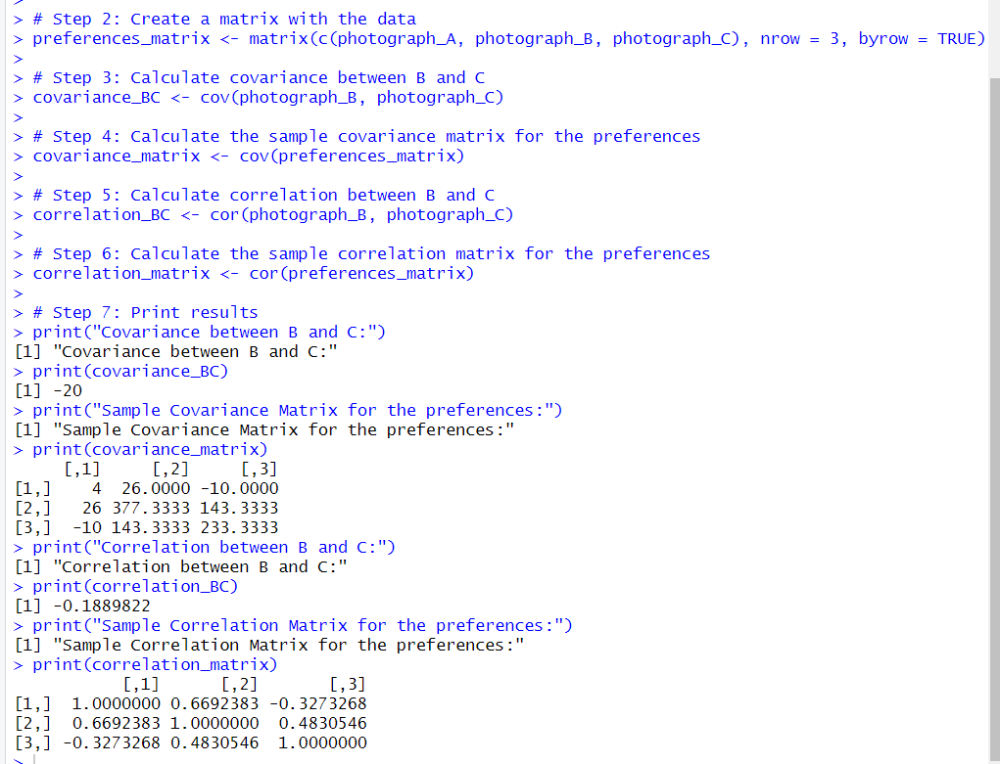 >
> # Step 2: Create a matrix with the data
> preferences_matrix <- matrix(c(photograph_A, photograph_B, photograph_C), nrow = 3, byrow = TRUE)
>
> # Step 3: Calculate covariance between B and C
> covariance_BC <- cov(photograph_B, photograph_C)
>
> # Step 4: Calculate the sample covariance matrix for the preferences
> covariance_matrix <- cov(preferences_matrix)
>
> # Step 5: Calculate correlation between B and C
> correlation_BC <- cor(photograph_B, photograph_C)
>
> # Step 6: Calculate the sample correlation matrix for the preferences
> correlation_matrix <- cor(preferences_matrix)
>
> # Step 7: Print results
> print("Covariance between B and C:")
[1] "Covariance between B and C:"
> print(covariance_BC)
[1] -20
> print("Sample Covariance Matrix for the preferences:")
[1] "Sample Covariance Matrix for the preferences:"
> print(covariance_matrix)
     [,1]     [,2]     [,3]
[1,]    4  26.0000 -10.0000
[2,]   26 377.3333 143.3333
[3,]  -10 143.3333 233.3333
> print("Correlation between B and C:")
[1] "Correlation between B and C:"
> print(correlation_BC)
[1] -0.1889822
> print("Sample Correlation Matrix for the preferences:")
[1] "Sample Correlation Matrix for the preferences:"
> print(correlation_matrix)
           [,1]      [,2]       [,3]
[1,]  1.0000000 0.6692383 -0.3273268
[2,]  0.6692383 1.0000000  0.4830546
[3,] -0.3273268 0.4830546  1.0000000
>